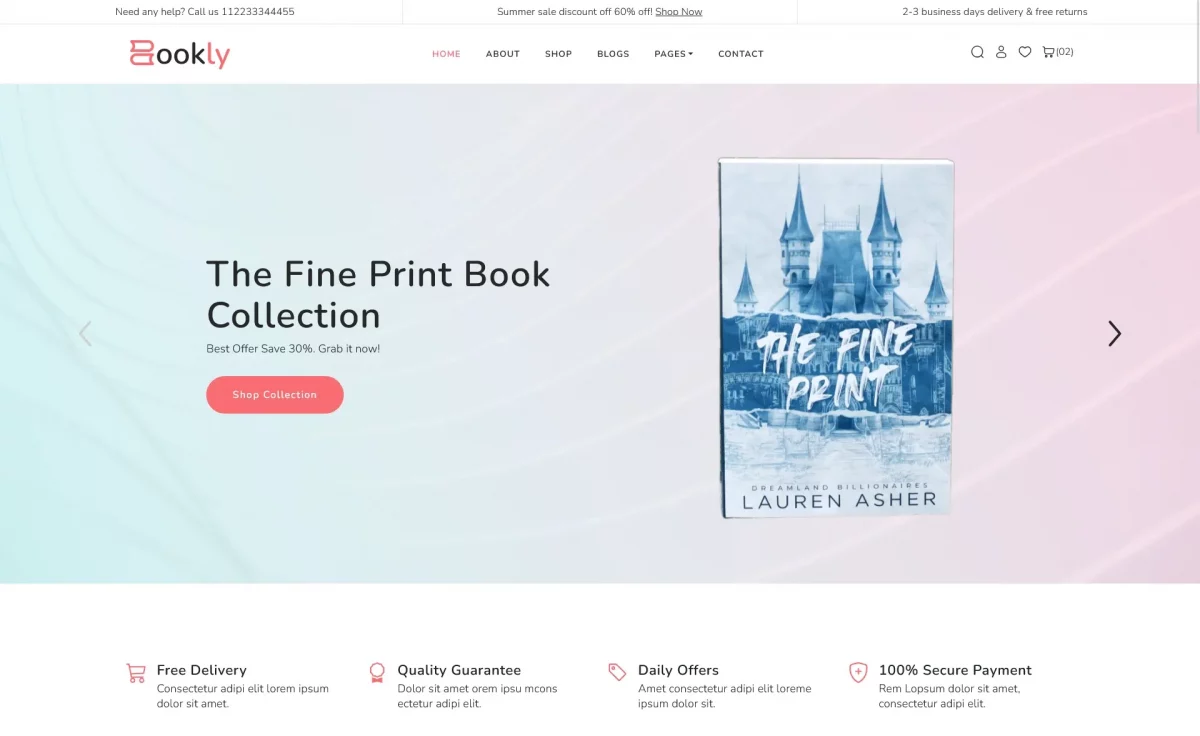 Need any help? Call us 112233344455
Summer sale discount off 60% off! Shop Now
2-3 business days delivery & free returns
Bookly
HOME
ABOUT
SHOP
BLOGS
PAGES
CONTACT
(02)
The Fine Print Book
Collection
Best Offer Save 30%. Grab it now!
Shop Collection
THE FINE
PRINT
DREAMLAND BILLIONAIRES
LAUREN ASHER
Free Delivery
Consectetur adipi elit lorem ipsum
dolor sit amet.
Quality Guarantee
Dolor sit amet orem ipsu mcons
ectetur adipi elit.
Daily Offers
Amet consectetur adipi elit loreme
ipsum dolor sit.
100% Secure Payment
Rem Lopsum dolor sit amet,
consectetur adipi elit.